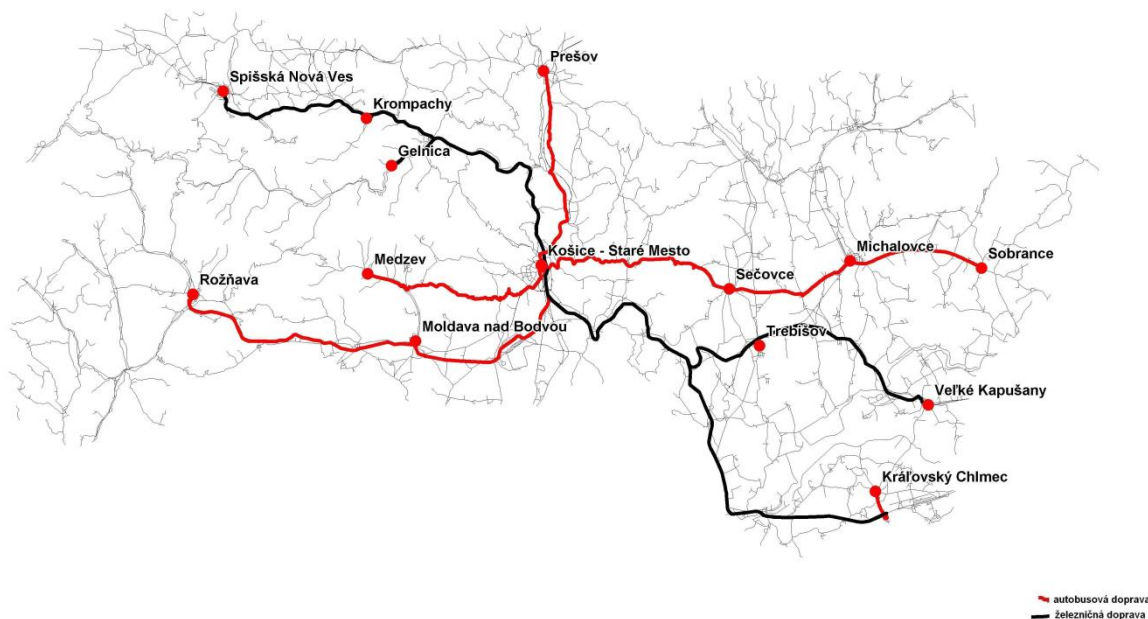 Prešov
Spišská Nová Ves
Krompachy
Gelnica
Košice - Staré Mesto
Michalovce
Sobrance
Medzev
Sečovce
Rožňava
Moldava nad Bodvou
Trebišov
Veľké Kapušany
Kráľovský Chlmec
autobusová doprava
železničná doprava